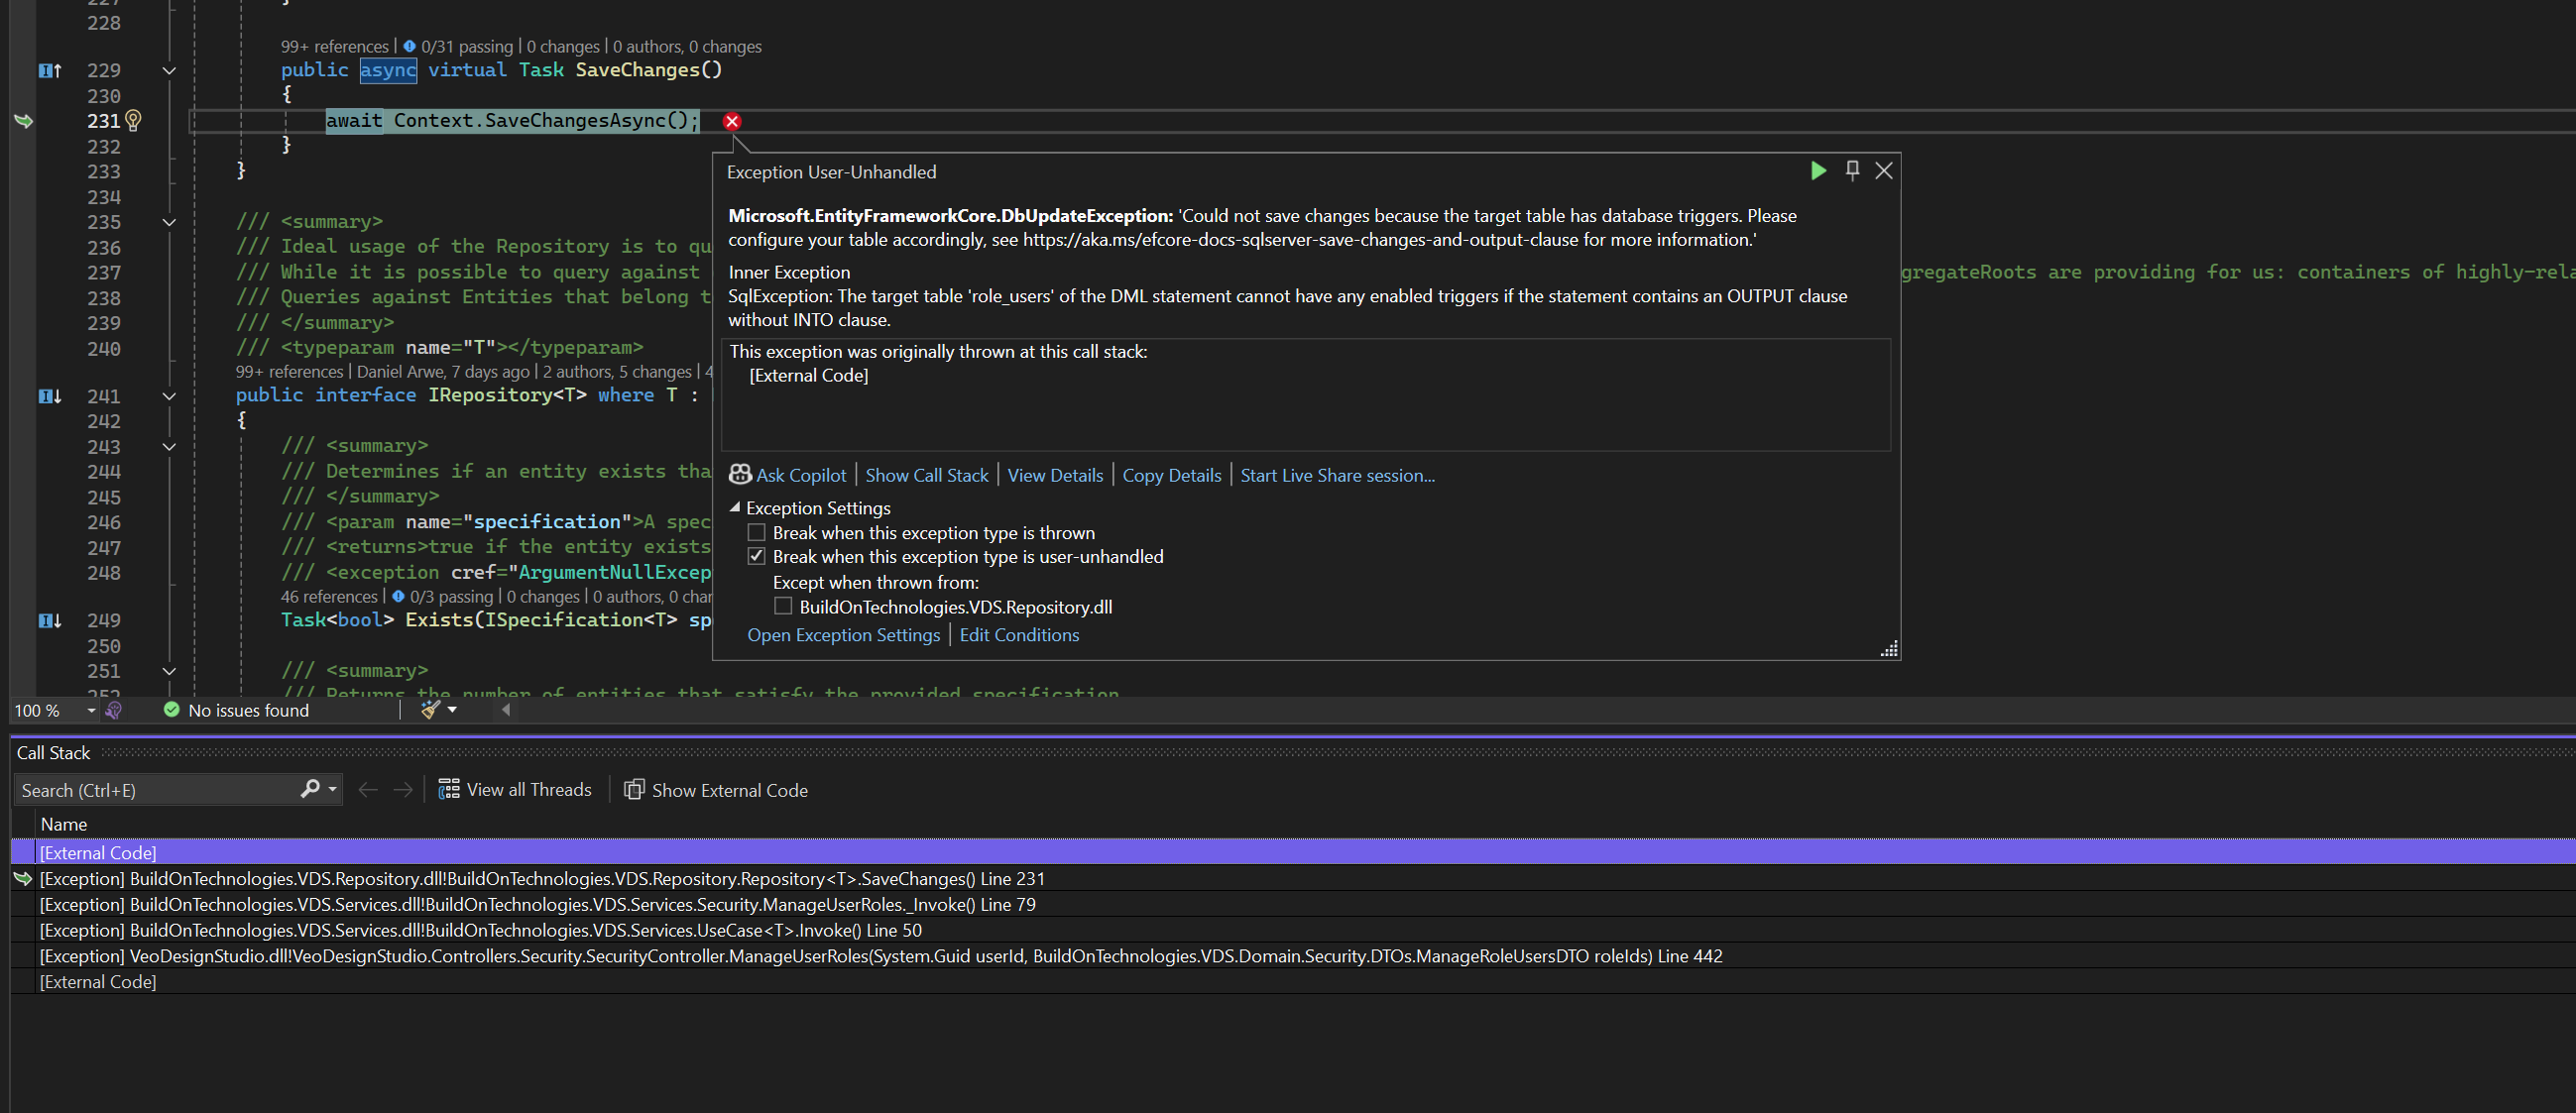 227 }
228
99+ references | 0/31 passing | 0 changes | 0 authors, 0 changes
229 public async virtual Task SaveChanges()
230 {
231 await Context.SaveChangesAsync();
232 }
233 }
234
235 /// <summary>
236 /// Ideal usage of the Repository is to qu
237 /// While it is possible to query against
gregateRoots are providing for us: containers of highly-rela
238 /// Queries against Entities that belong t
239 /// </summary>
240 /// <typeparam name="T"></typeparam>
99+ references | Daniel Arwe, 7 days ago | 2 authors, 5 changes | 4
241 public interface IRepository<T> where T :
242 {
243 /// <summary>
244 /// Determines if an entity exists tha
245 /// </summary>
246 /// <param name="specification">A spec
247 /// <returns>true if the entity exists
248 /// <exception cref="ArgumentNullExcep
46 references | 0/3 passing | 0 changes | 0 authors, 0 char
249 Task<bool> Exists(ISpecification<T> sp
250
251 /// <summary>
252 /// Returns the number of entities that satisfy the provided specification
Exception User-Unhandled
Microsoft.EntityFrameworkCore.DbUpdateException: 'Could not save changes because the target table has database triggers. Please
configure your table accordingly, see https://aka.ms/efcore-docs-sqlserver-save-changes-and-output-clause for more information.'
Inner Exception
SqlException: The target table 'role_users' of the DML statement cannot have any enabled triggers if the statement contains an OUTPUT clause
without INTO clause.
This exception was originally thrown at this call stack:
[External Code]
Ask Copilot | Show Call Stack | View Details | Copy Details | Start Live Share session...
Exception Settings
Break when this exception type is thrown
Break when this exception type is user-unhandled
Except when thrown from:
BuildOnTechnologies.VDS.Repository.dll
Open Exception Settings | Edit Conditions
100 % No issues found
Call Stack
Search (Ctrl+E) View all Threads Show External Code
Name
[External Code]
[Exception] BuildOnTechnologies.VDS.Repository.dll!BuildOnTechnologies.VDS.Repository.Repository<T>.SaveChanges() Line 231
[Exception] BuildOnTechnologies.VDS.Services.dll!BuildOnTechnologies.VDS.Services.Security.ManageUserRoles._Invoke() Line 79
[Exception] BuildOnTechnologies.VDS.Services.dll!BuildOnTechnologies.VDS.Services.UseCase<T>.Invoke() Line 50
[Exception] VeoDesignStudio.dll!VeoDesignStudio.Controllers.Security.SecurityController.ManageUserRoles(System.Guid userId, BuildOnTechnologies.VDS.Domain.Security.DTOs.ManageRoleUsersDTO roleIds) Line 442
[External Code]